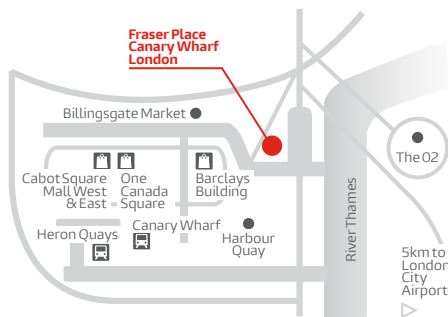 Fraser Place
Canary Wharf
London
Billingsgate Market
The 02
Cabot Square
Mall West
& East
One
Canada
Square
Barclays
Building
Canary Wharf
Heron Quays
Harbour
Quay
River Thames
5km to
London
City
Airport